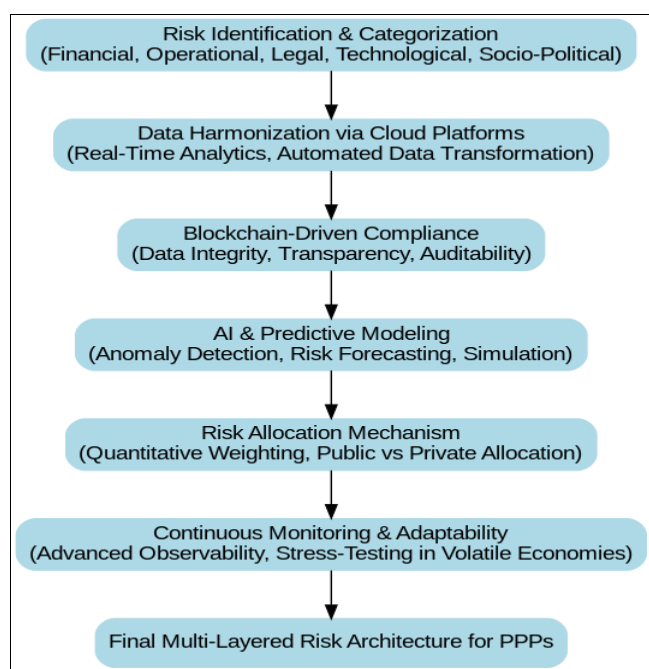 Risk Identification & Categorization
(Financial, Operational, Legal, Technological, Socio-Political)
Data Harmonization via Cloud Platforms
(Real-Time Analytics, Automated Data Transformation)
Blockchain-Driven Compliance
(Data Integrity, Transparency, Auditability)
AI & Predictive Modeling
(Anomaly Detection, Risk Forecasting, Simulation)
Risk Allocation Mechanism
(Quantitative Weighting, Public vs Private Allocation)
Continuous Monitoring & Adaptability
(Advanced Observability, Stress-Testing in Volatile Economies)
Final Multi-Layered Risk Architecture for PPPs